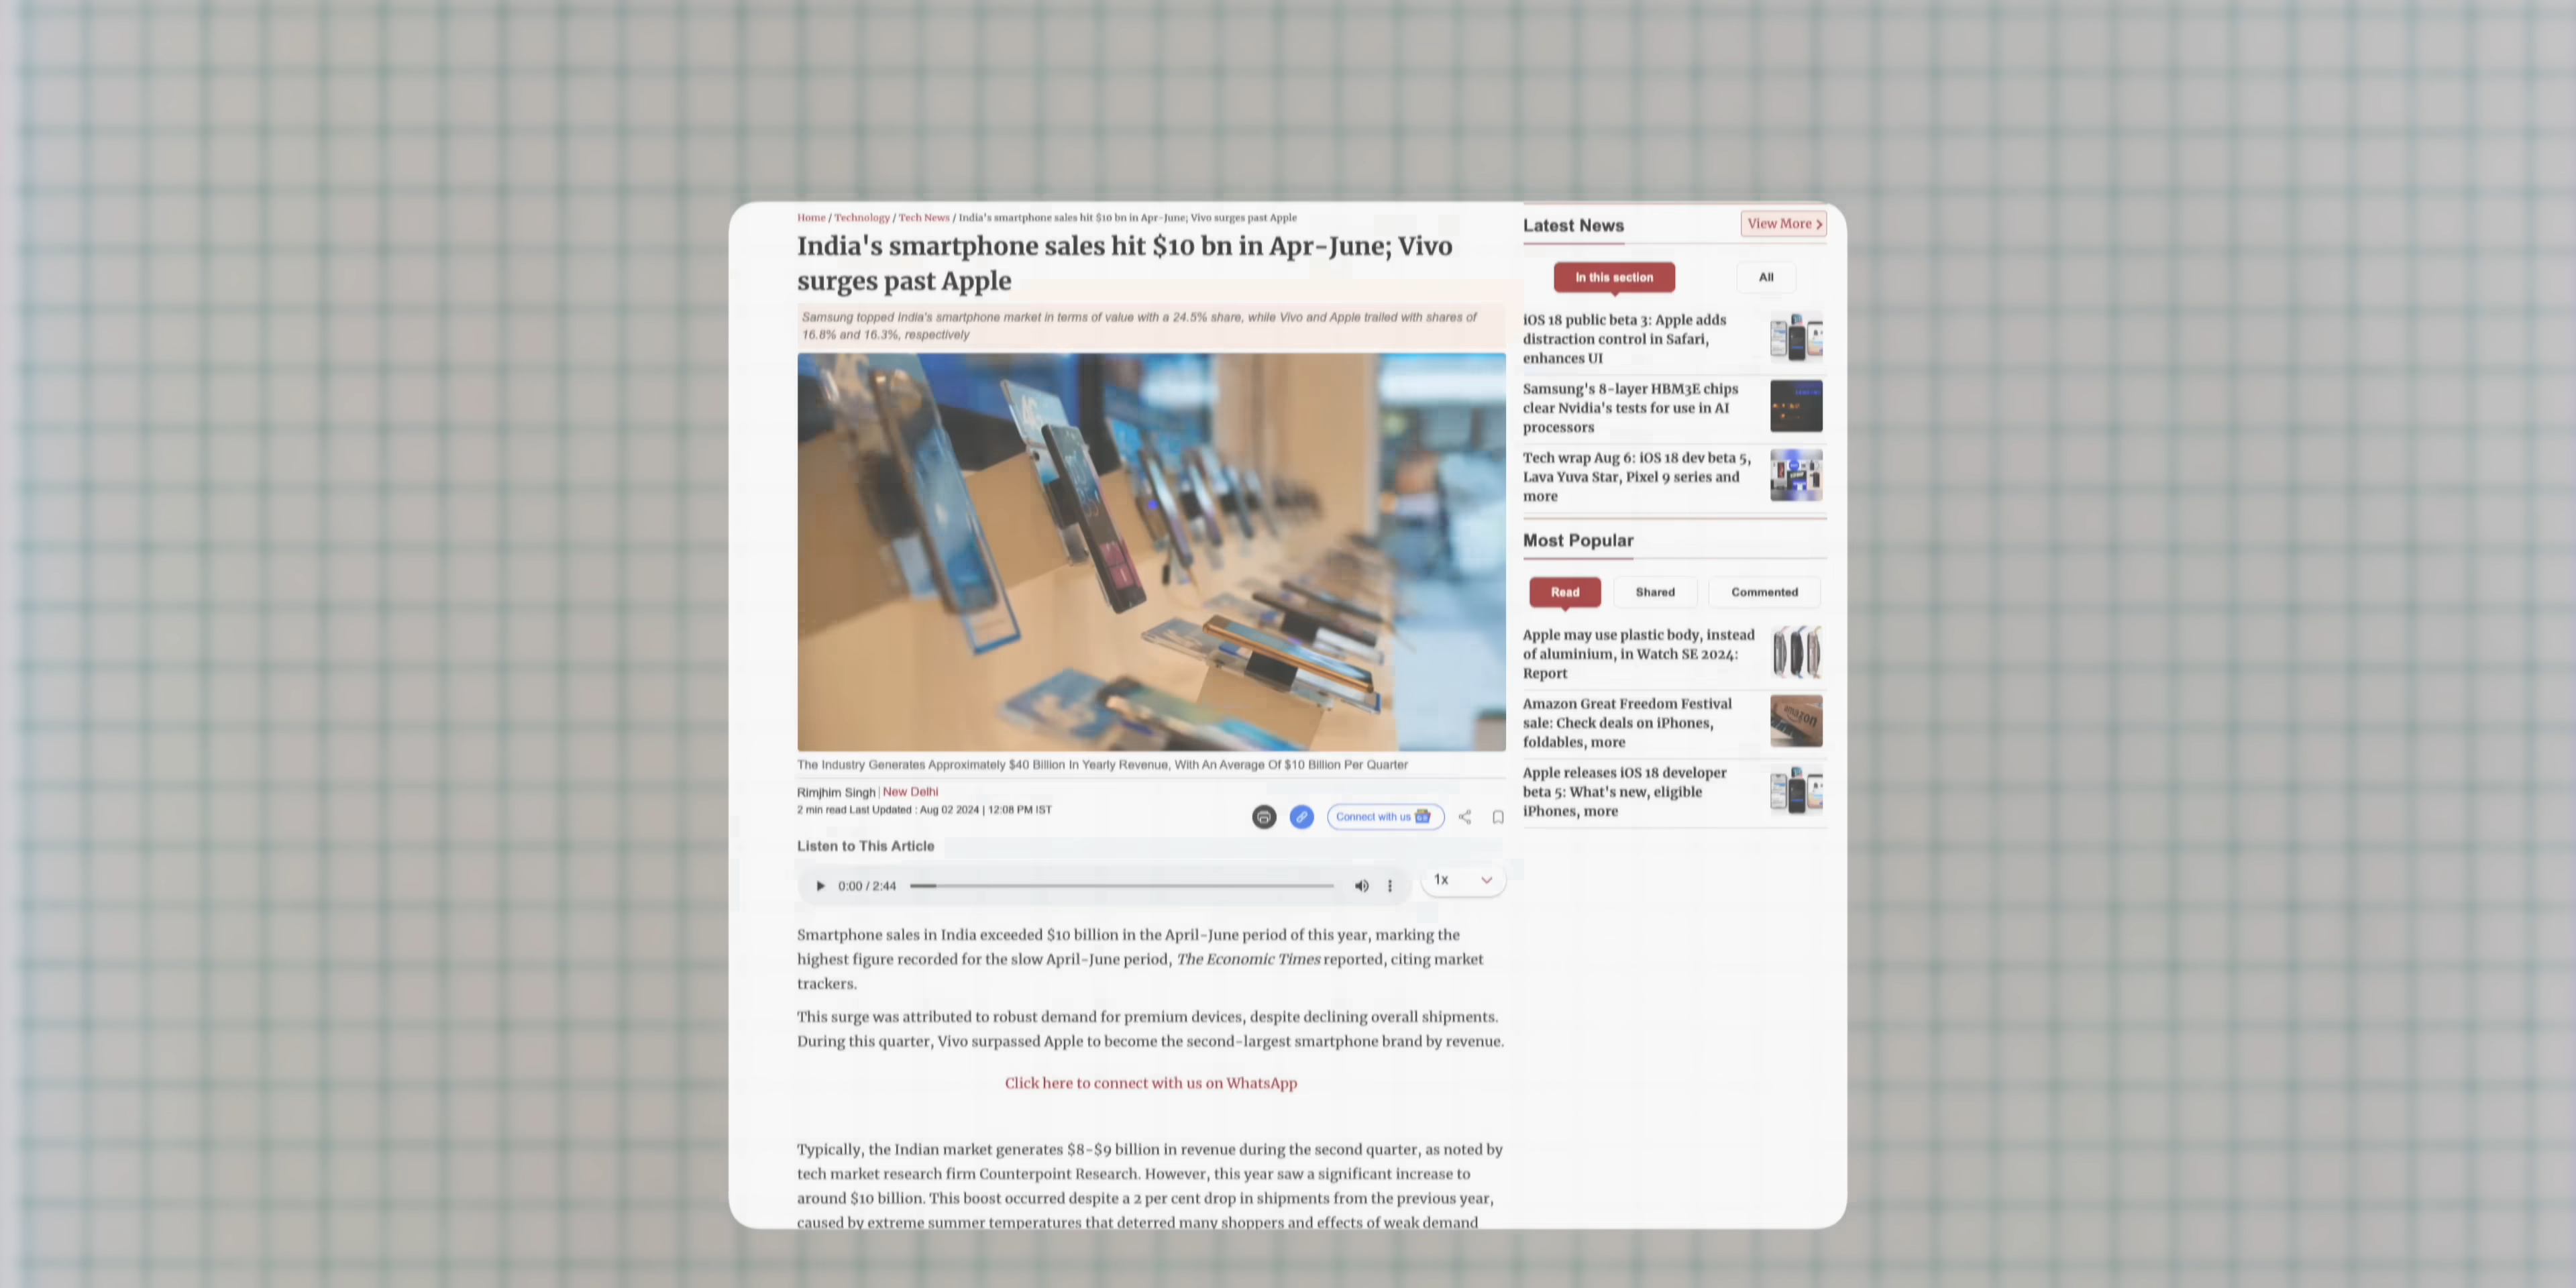 Home / Technology / Tech News / India's smartphone sales hit $10 bn in Apr-June; Vivo surges past Apple
India's smartphone sales hit $10 bn in Apr-June; Vivo
surges past Apple
Samsung topped India's smartphone market in terms of value with a 24.5% share, while Vivo and Apple trailed with shares of
16.8% and 16.3%, respectively
The Industry Generates Approximately $40 Billion In Yearly Revenue, With An Average Of $10 Billion Per Quarter
Rimjhim Singh | New Delhi
2 min read Last Updated : Aug 02 2024 | 12:08 PM IST
Connect with us
Listen to This Article
0:00 / 2:44
1x
Smartphone sales in India exceeded $10 billion in the April-June period of this year, marking the
highest figure recorded for the slow April-June period, The Economic Times reported, citing market
trackers.
This surge was attributed to robust demand for premium devices, despite declining overall shipments.
During this quarter, Vivo surpassed Apple to become the second-largest smartphone brand by revenue.
Click here to connect with us on WhatsApp
Typically, the Indian market generates $8-$9 billion in revenue during the second quarter, as noted by
tech market research firm Counterpoint Research. However, this year saw a significant increase to
around $10 billion. This boost occurred despite a 2 per cent drop in shipments from the previous year,
caused by extreme summer temperatures that deterred many shoppers and effects of weak demand
Latest News
View More >
In this section
All
iOS 18 public beta 3: Apple adds
distraction control in Safari,
enhances UI
Samsung's 8-layer HBM3E chips
clear Nvidia's tests for use in AI
processors
Tech wrap Aug 6: iOS 18 dev beta 5,
Lava Yuva Star, Pixel 9 series and
more
Most Popular
Read
Shared
Commented
Apple may use plastic body, instead
of aluminium, in Watch SE 2024:
Report
Amazon Great Freedom Festival
sale: Check deals on iPhones,
foldables, more
amazon
Apple releases iOS 18 developer
beta 5: What's new, eligible
iPhones, more